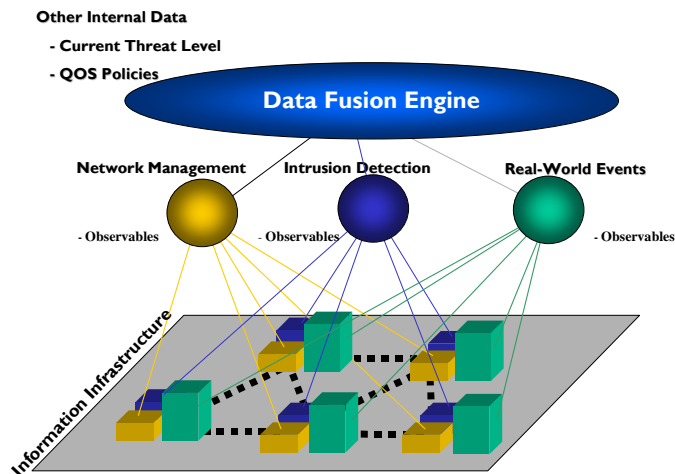 Other Internal Data
- Current Threat Level
- QOS Policies
Data Fusion Engine
Network Management
Intrusion Detection
Real-World Events
- Observables
- Observables
- Observables
Information Infrastructure